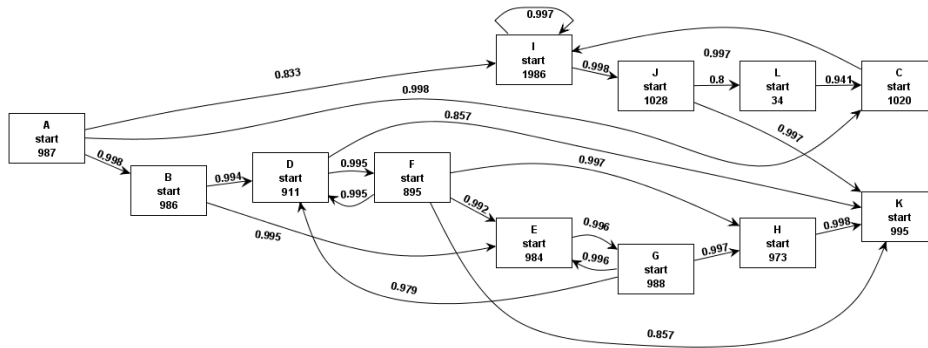 0.997
I
start
1986
0.998
J
start
1028
0.8
L
start
34
0.941
C
start
1020
0.997
0.833
0.998
0.857
0.997
A
start
987
0.998
B
start
986
0.994
D
start
911
0.995
0.995
F
start
895
0.997
0.992
0.995
E
start
984
0.996
0.996
G
start
988
0.997
H
start
973
0.998
K
start
995
0.979
0.857